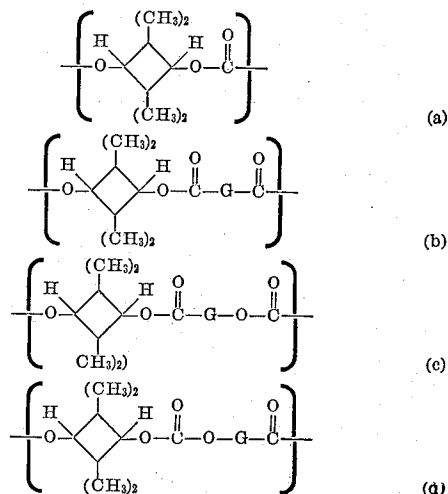 (CH₃)₂
H H O
—O— —O—C—
(CH₃)₂
(a)
(CH₃)₂
H H O O
—O— —O—C—G—C—
(CH₃)₂
(b)
(CH₃)₂
H H O O
—O— —O—C—G—O—C—
CH₃)₂)
(c)
(CH₃)₂
H H O O
—O— —O—C—O—G—C—
(CH₃)₂
(d)